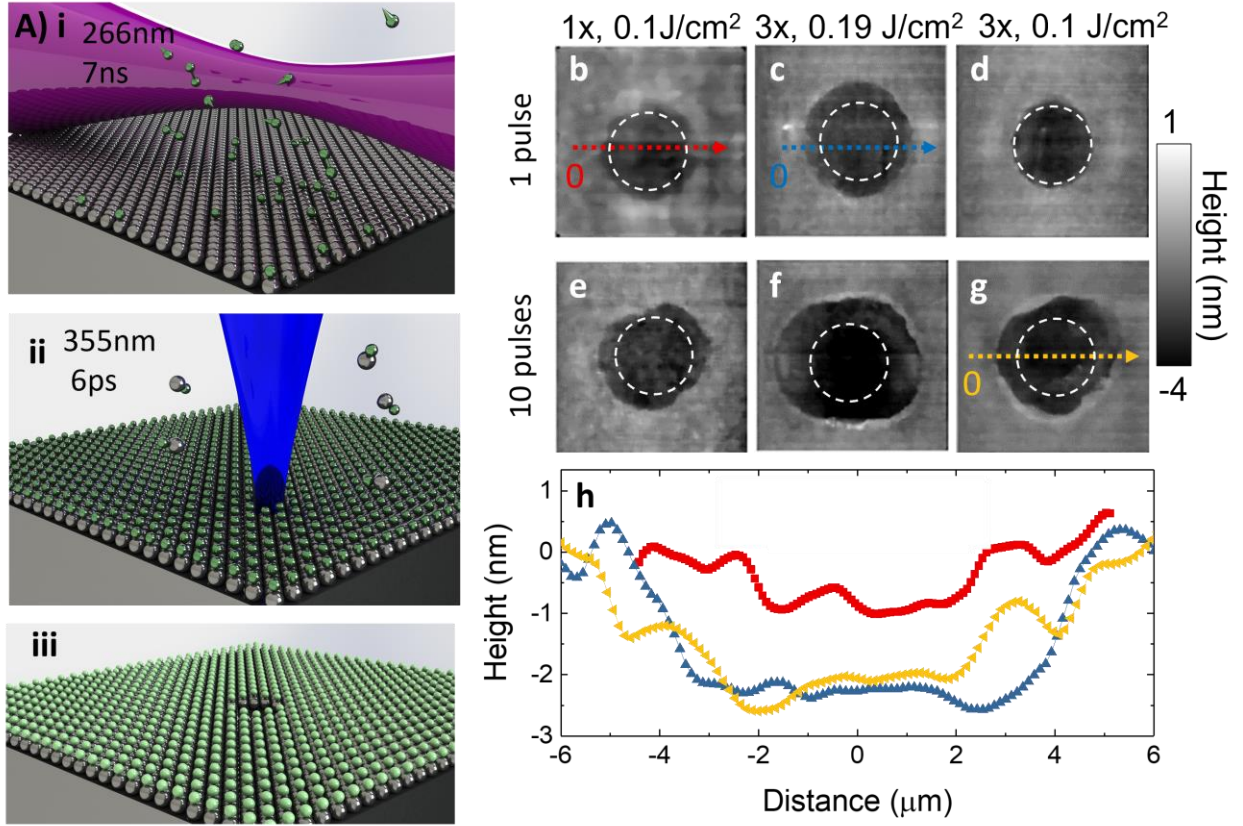 A) i
266nm
7ns
ii
355nm
6ps
iii
1x, 0.1J/cm² 3x, 0.19 J/cm² 3x, 0.1 J/cm²
1 pulse
b
0
c
0
d
10 pulses
e
f
g
0
1
-4
Height (nm)
h
Height (nm)
1
0
-1
-2
-3
-6 -4 -2 0 2 4 6
Distance (μm)